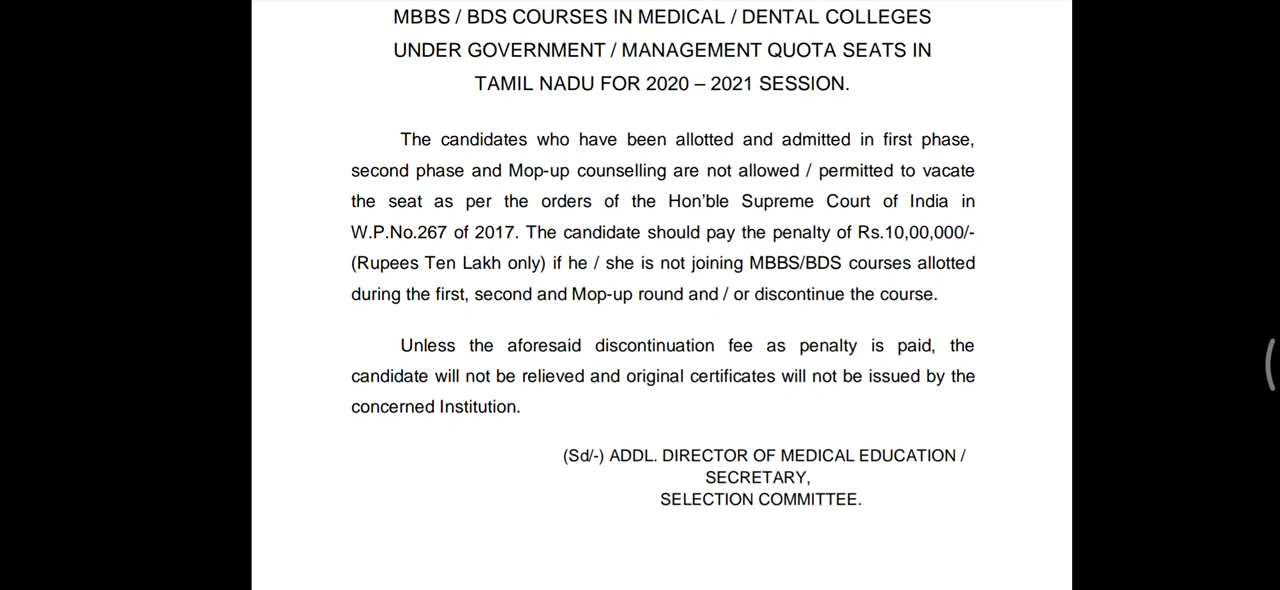 MBBS / BDS COURSES IN MEDICAL / DENTAL COLLEGES
UNDER GOVERNMENT / MANAGEMENT QUOTA SEATS IN
TAMIL NADU FOR 2020 – 2021 SESSION.
The candidates who have been allotted and admitted in first phase,
second phase and Mop-up counselling are not allowed / permitted to vacate
the seat as per the orders of the Hon'ble Supreme Court of India in
W.P.No.267 of 2017. The candidate should pay the penalty of Rs.10,00,000/-
(Rupees Ten Lakh only) if he / she is not joining MBBS/BDS courses allotted
during the first, second and Mop-up round and / or discontinue the course.
Unless the aforesaid discontinuation fee as penalty is paid, the
candidate will not be relieved and original certificates will not be issued by the
concerned Institution.
(Sd/-) ADDL. DIRECTOR OF MEDICAL EDUCATION /
SECRETARY,
SELECTION COMMITTEE.